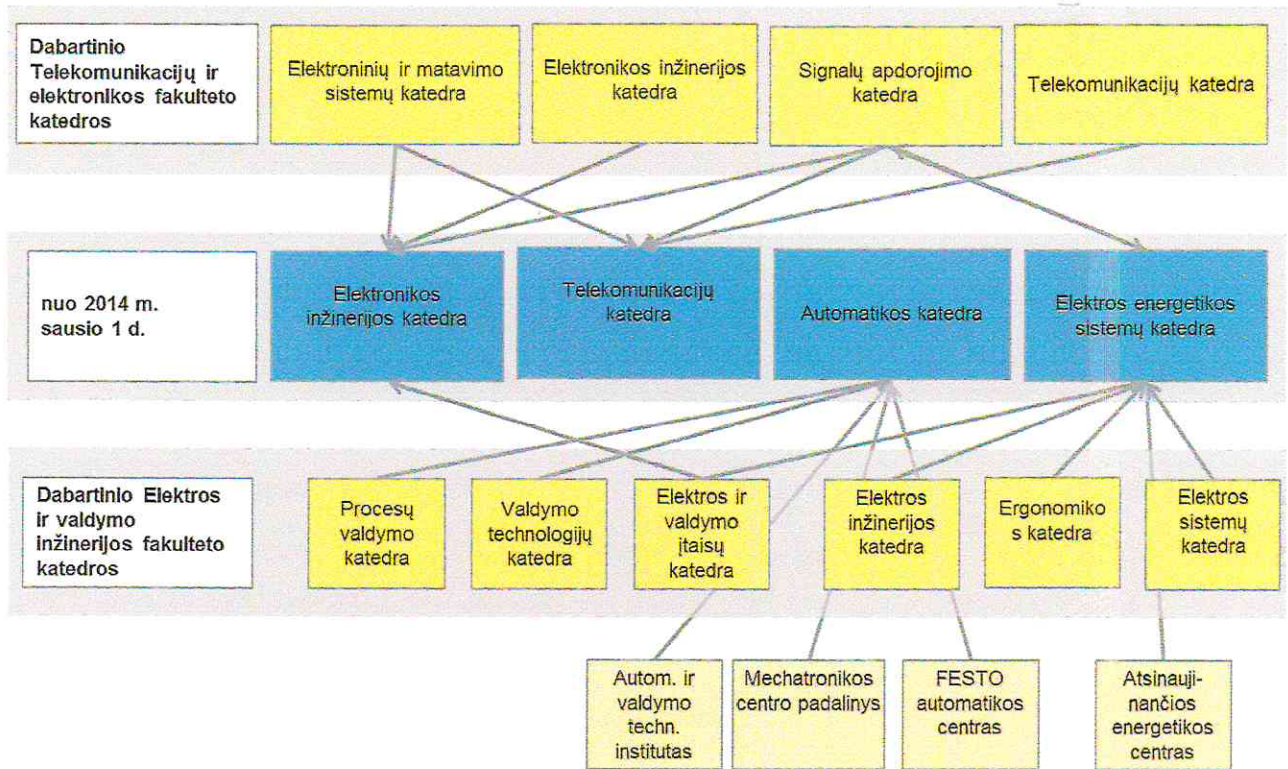 Dabartinio
Telekomunikacijų ir
elektronikos fakulteto
katedros
Elektroninių ir matavimo
sistemų katedra
Elektronikos inžinerijos
katedra
Signalų apdorojimo
katedra
Telekomunikacijų katedra
nuo 2014 m.
sausio 1 d.
Elektronikos
inžinerijos katedra
Telekomunikacijų
katedra
Automatikos katedra
Elektros energetikos
sistemų katedra
Dabartinio Elektros
ir valdymo
inžinerijos fakulteto
katedros
Procesų
valdymo
katedra
Valdymo
technologijų
katedra
Elektros ir
valdymo
įtaisų
katedra
Elektros
inžinerijos
katedra
Ergonomiko
s katedra
Elektros
sistemų
katedra
Autom. ir
valdymo
techn.
institutas
Mechatronikos
centro padalinys
FESTO
automatikos
centras
Atsinauji-
nančios
energetikos
centras